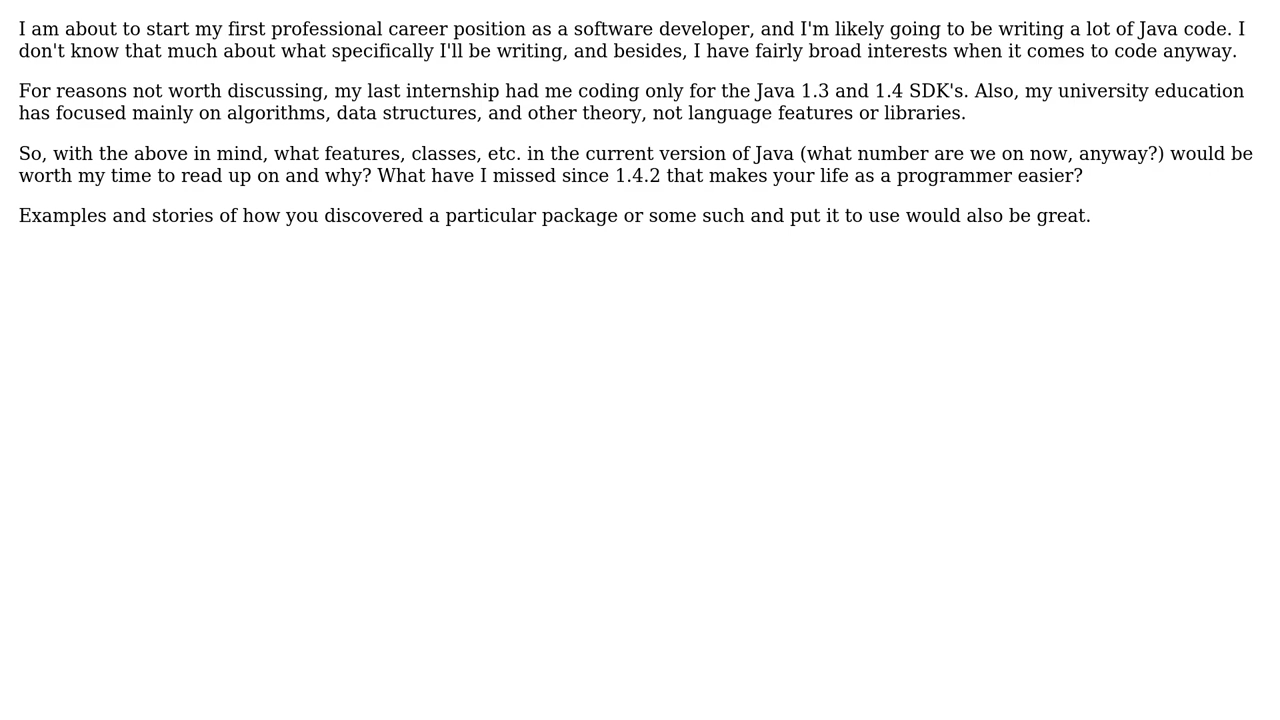 I am about to start my first professional career position as a software developer, and I'm likely going to be writing a lot of Java code. I
don't know that much about what specifically I'll be writing, and besides, I have fairly broad interests when it comes to code anyway.
For reasons not worth discussing, my last internship had me coding only for the Java 1.3 and 1.4 SDK's. Also, my university education
has focused mainly on algorithms, data structures, and other theory, not language features or libraries.
So, with the above in mind, what features, classes, etc. in the current version of Java (what number are we on now, anyway?) would be
worth my time to read up on and why? What have I missed since 1.4.2 that makes your life as a programmer easier?
Examples and stories of how you discovered a particular package or some such and put it to use would also be great.